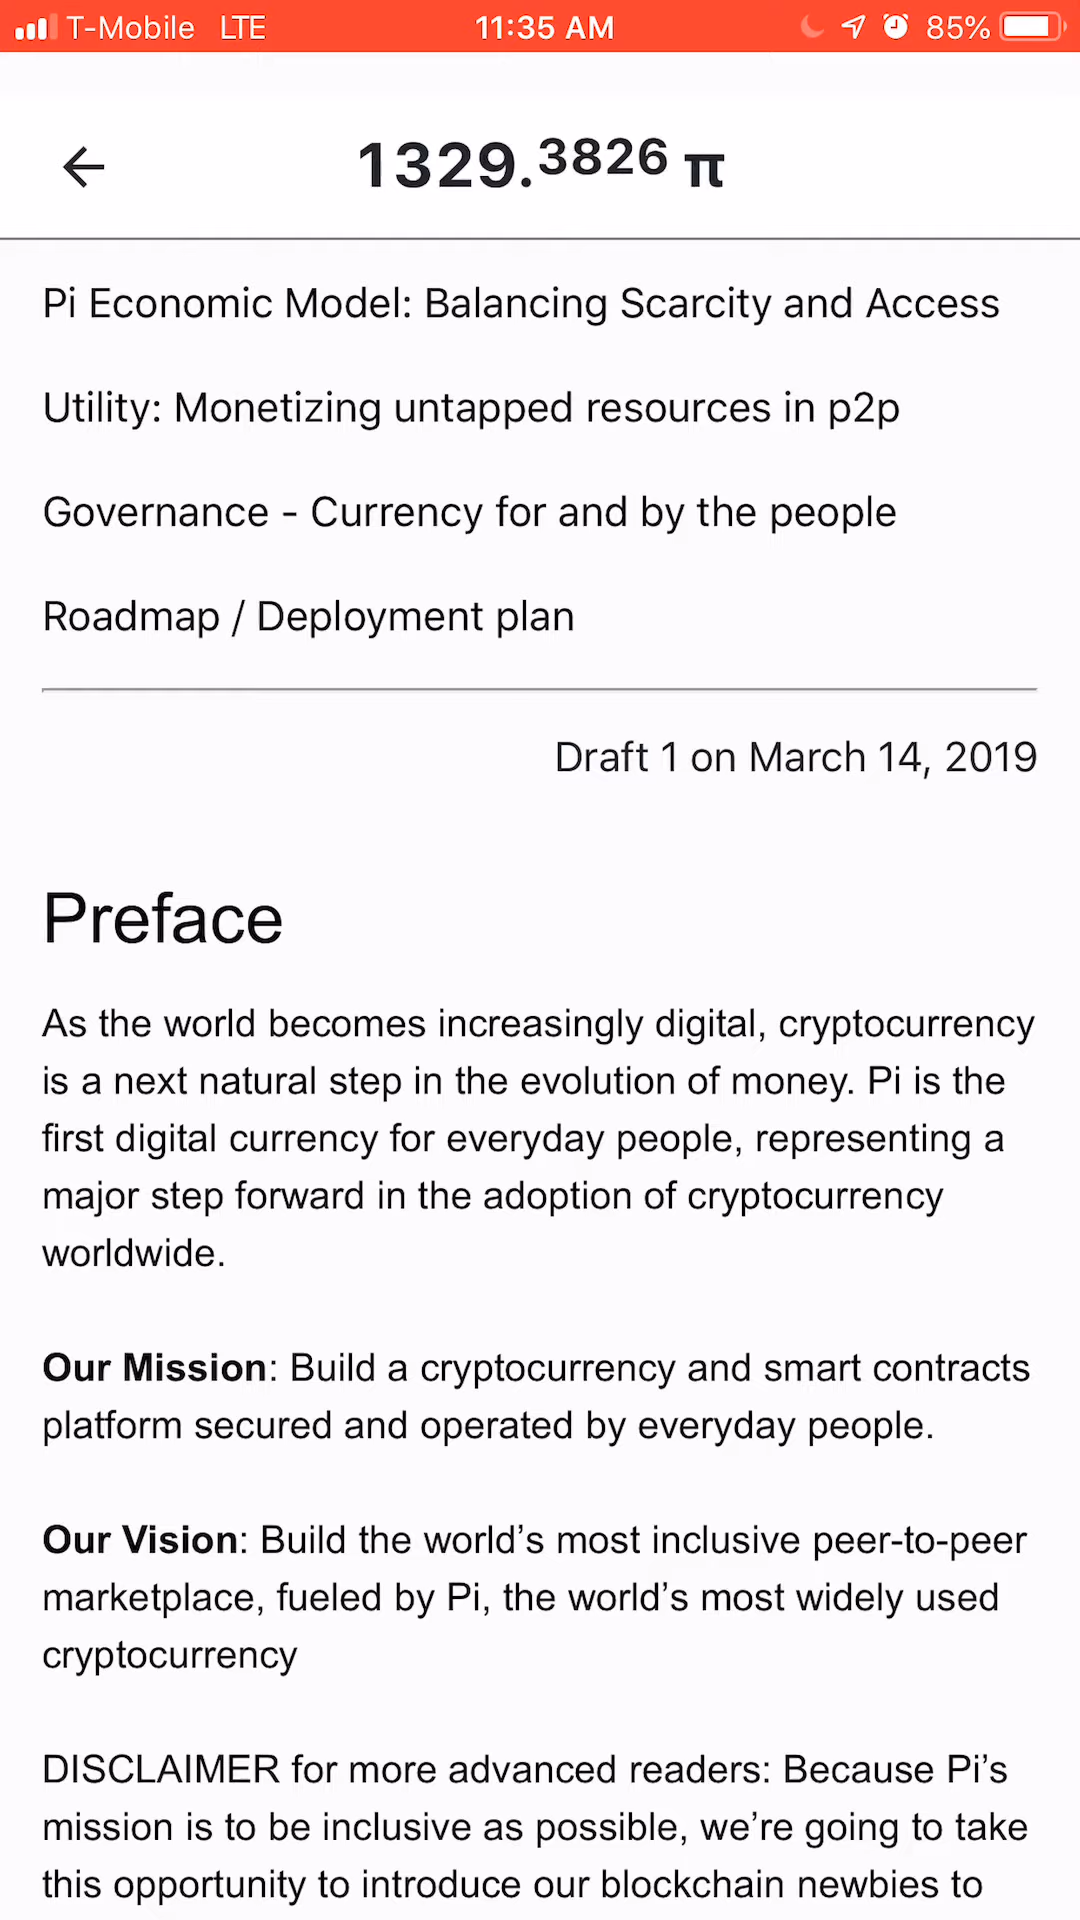 T-Mobile LTE 11:35 AM 85%
1329.3826 π
Pi Economic Model: Balancing Scarcity and Access
Utility: Monetizing untapped resources in p2p
Governance - Currency for and by the people
Roadmap / Deployment plan
Draft 1 on March 14, 2019
Preface
As the world becomes increasingly digital, cryptocurrency
is a next natural step in the evolution of money. Pi is the
first digital currency for everyday people, representing a
major step forward in the adoption of cryptocurrency
worldwide.
Our Mission: Build a cryptocurrency and smart contracts
platform secured and operated by everyday people.
Our Vision: Build the world’s most inclusive peer-to-peer
marketplace, fueled by Pi, the world’s most widely used
cryptocurrency
DISCLAIMER for more advanced readers: Because Pi’s
mission is to be inclusive as possible, we’re going to take
this opportunity to introduce our blockchain newbies to